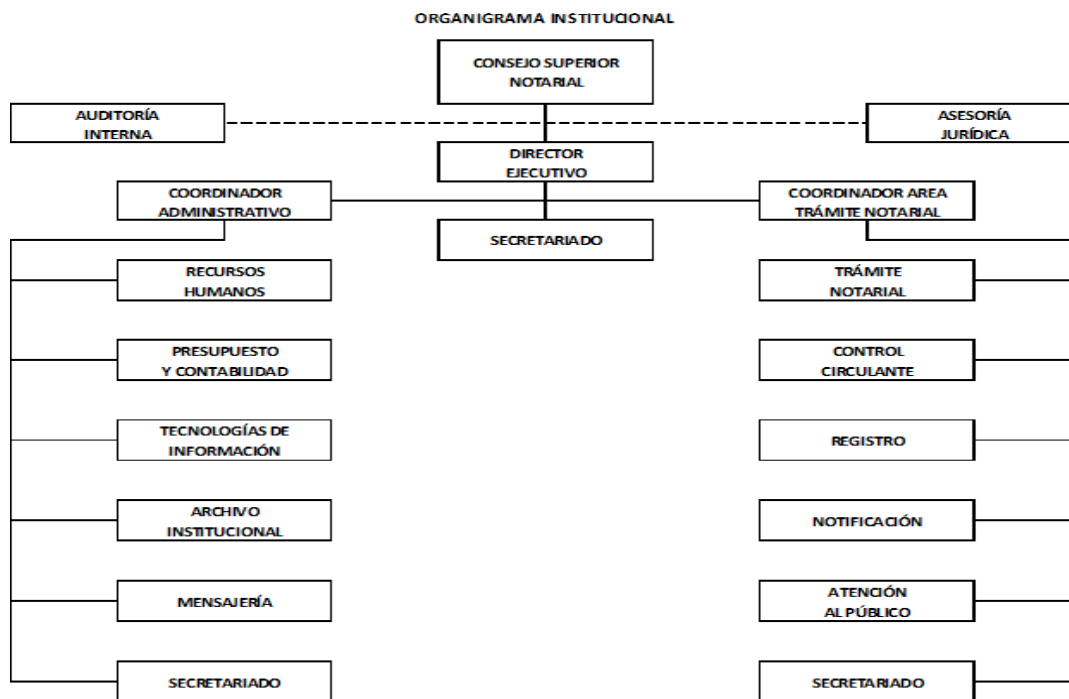 ORGANIGRAMA INSTITUCIONAL
CONSEJO SUPERIOR
NOTARIAL
AUDITORÍA
INTERNA
ASESORÍA
JURÍDICA
DIRECTOR
EJECUTIVO
COORDINADOR
ADMINISTRATIVO
COORDINADOR AREA
TRÁMITE NOTARIAL
SECRETARIADO
RECURSOS
HUMANOS
TRÁMITE
NOTARIAL
PRESUPUESTO
Y CONTABILIDAD
CONTROL
CIRCULANTE
TECNOLOGÍAS DE
INFORMACIÓN
REGISTRO
ARCHIVO
INSTITUCIONAL
NOTIFICACIÓN
MENSAJERÍA
ATENCIÓN
AL PÚBLICO
SECRETARIADO
SECRETARIADO